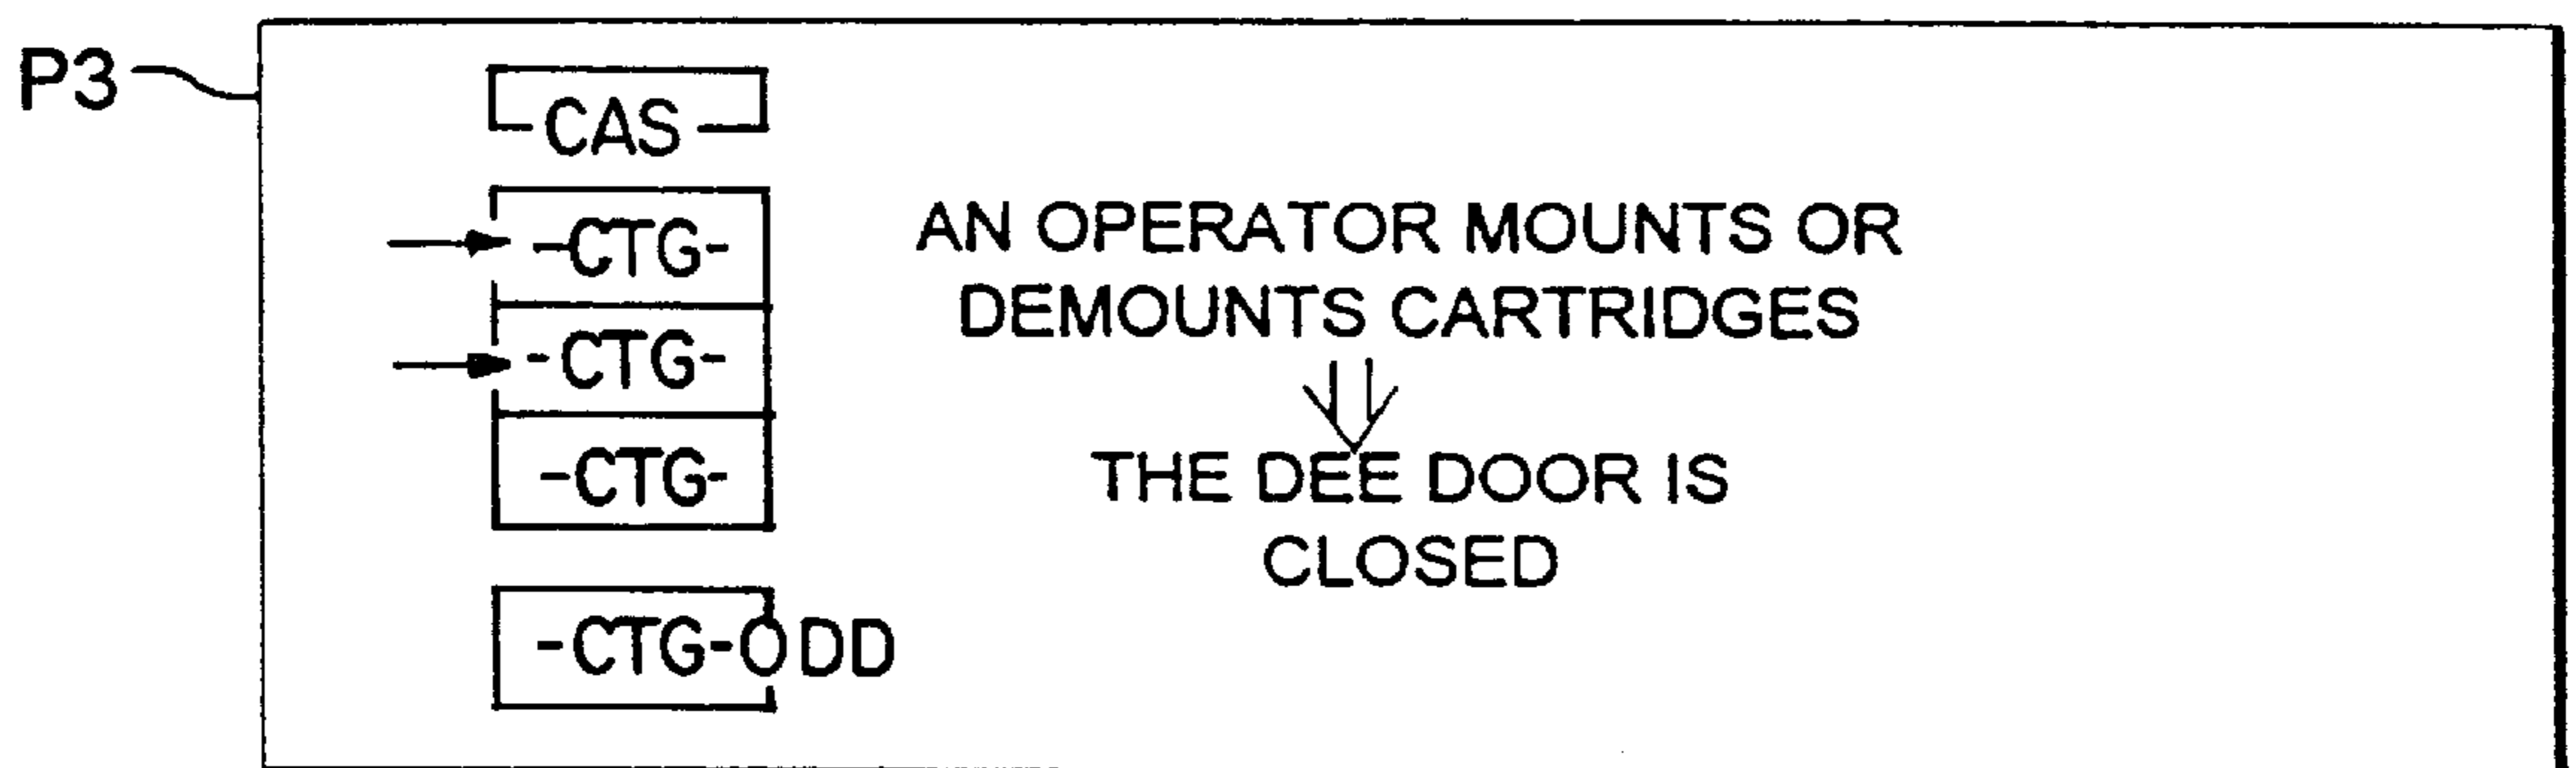 P3
CAS
-CTG-
-CTG-
-CTG-
-CTG-ODD
AN OPERATOR MOUNTS OR
DEMOUNTS CARTRIDGES
THE DEE DOOR IS
CLOSED